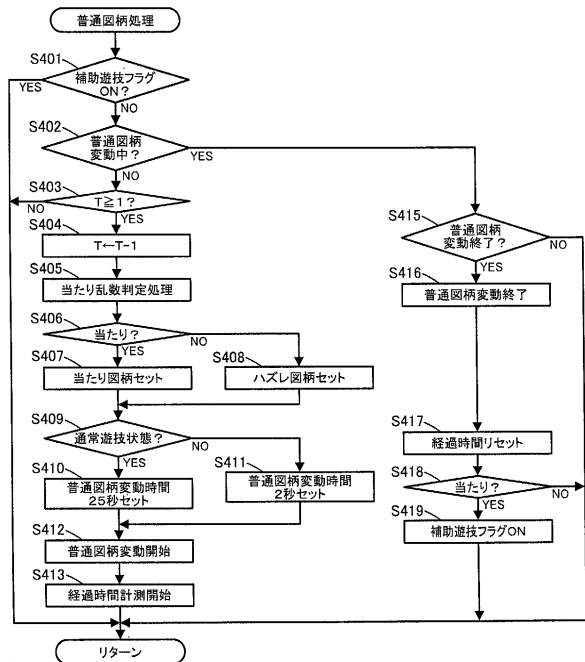 普通図柄処理
S401
補助遊技フラグ
ON?
YES
NO
S402
普通図柄
変動中?
YES
NO
S403
T≧1?
NO
YES
S404
T←T-1
S405
当たり乱数判定処理
S406
当たり?
NO
YES
S407
当たり図柄セット
S408
ハズレ図柄セット
S409
通常遊技状態?
NO
YES
S410
普通図柄変動時間
25秒セット
S411
普通図柄変動時間
2秒セット
S412
普通図柄変動開始
S413
経過時間計測開始
リターン
S415
普通図柄
変動終了?
NO
YES
S416
普通図柄変動終了
S417
経過時間リセット
S418
当たり?
NO
YES
S419
補助遊技フラグON